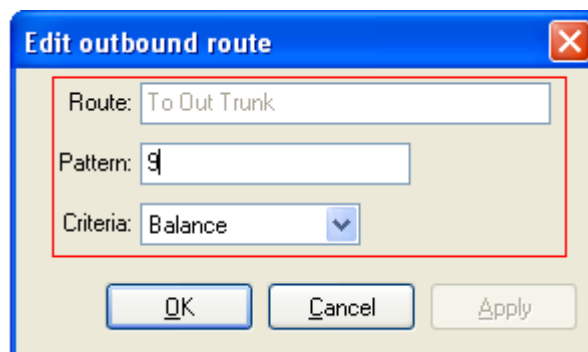 Edit outbound route
Route: To Out Trunk
Pattern: 9
Criteria: Balance
OK Cancel Apply